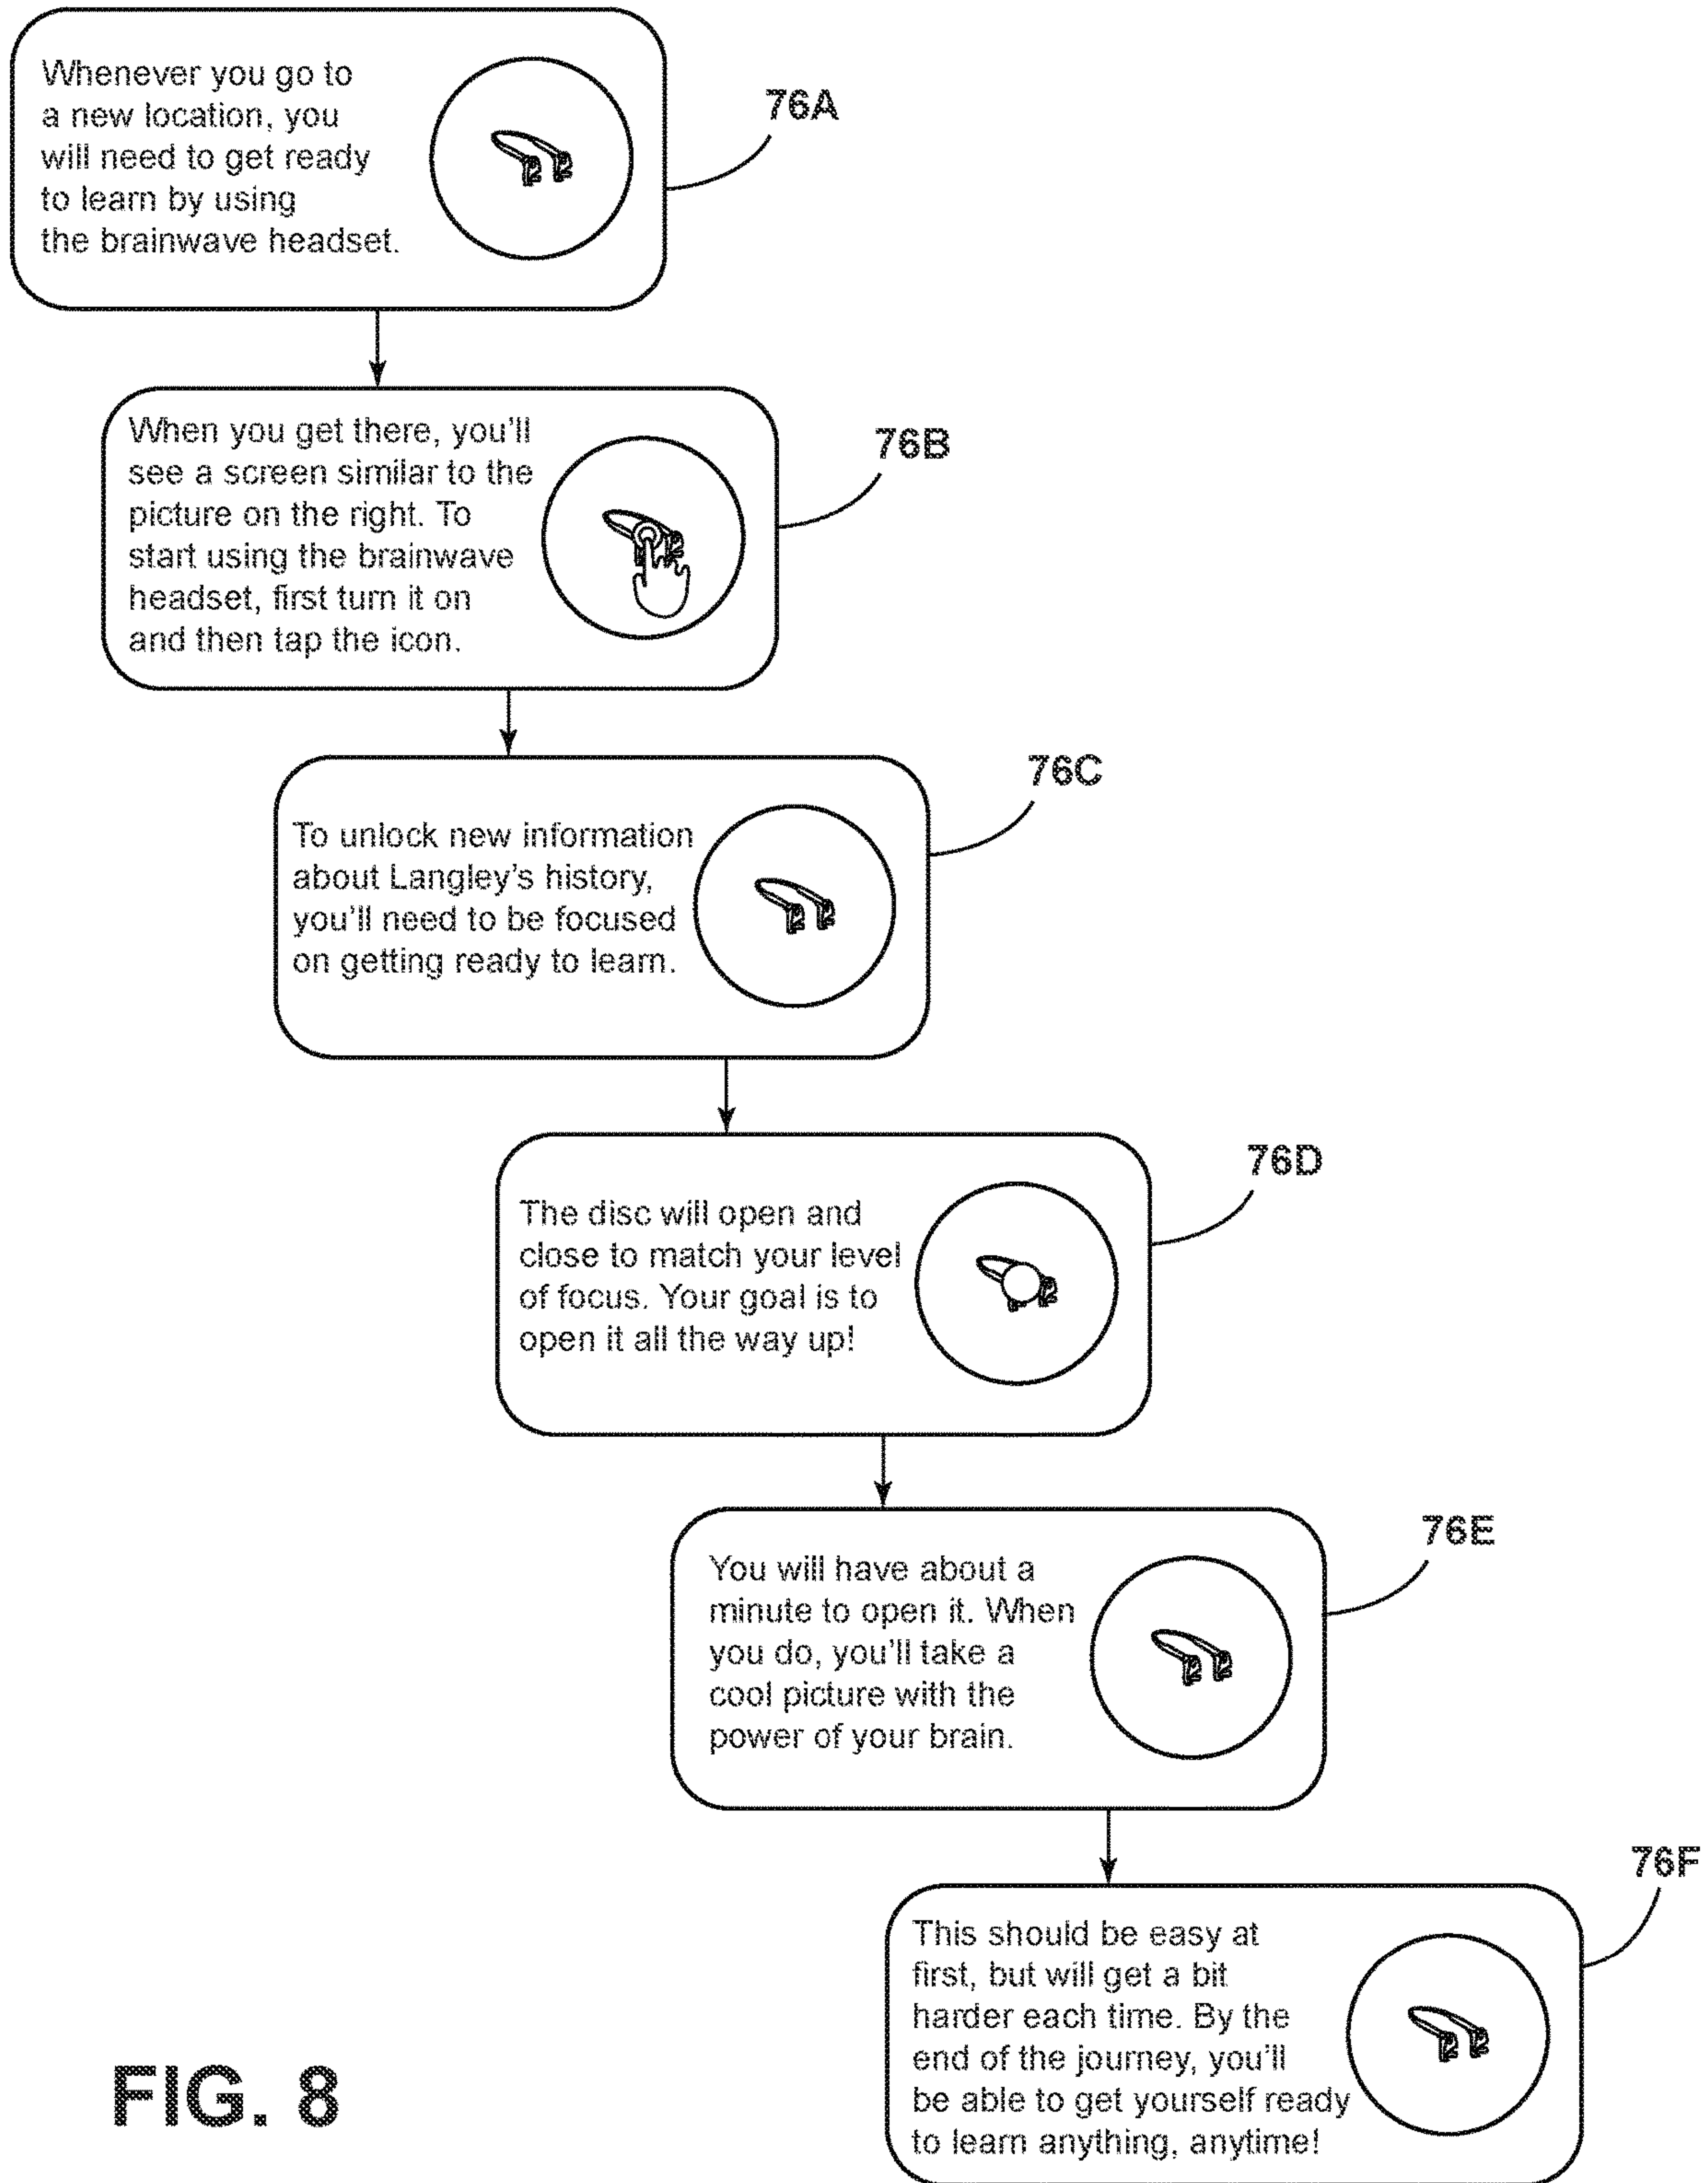 Whenever you go to
a new location, you
will need to get ready
to learn by using
the brainwave headset.
76A
When you get there, you'll
see a screen similar to the
picture on the right. To
start using the brainwave
headset, first turn it on
and then tap the icon.
76B
To unlock new information
about Langley's history,
you'll need to be focused
on getting ready to learn.
76C
The disc will open and
close to match your level
of focus. Your goal is to
open it all the way up!
76D
You will have about a
minute to open it. When
you do, you'll take a
cool picture with the
power of your brain.
76E
This should be easy at
first, but will get a bit
harder each time. By the
end of the journey, you'll
be able to get yourself ready
to learn anything, anytime!
76F
FIG. 8